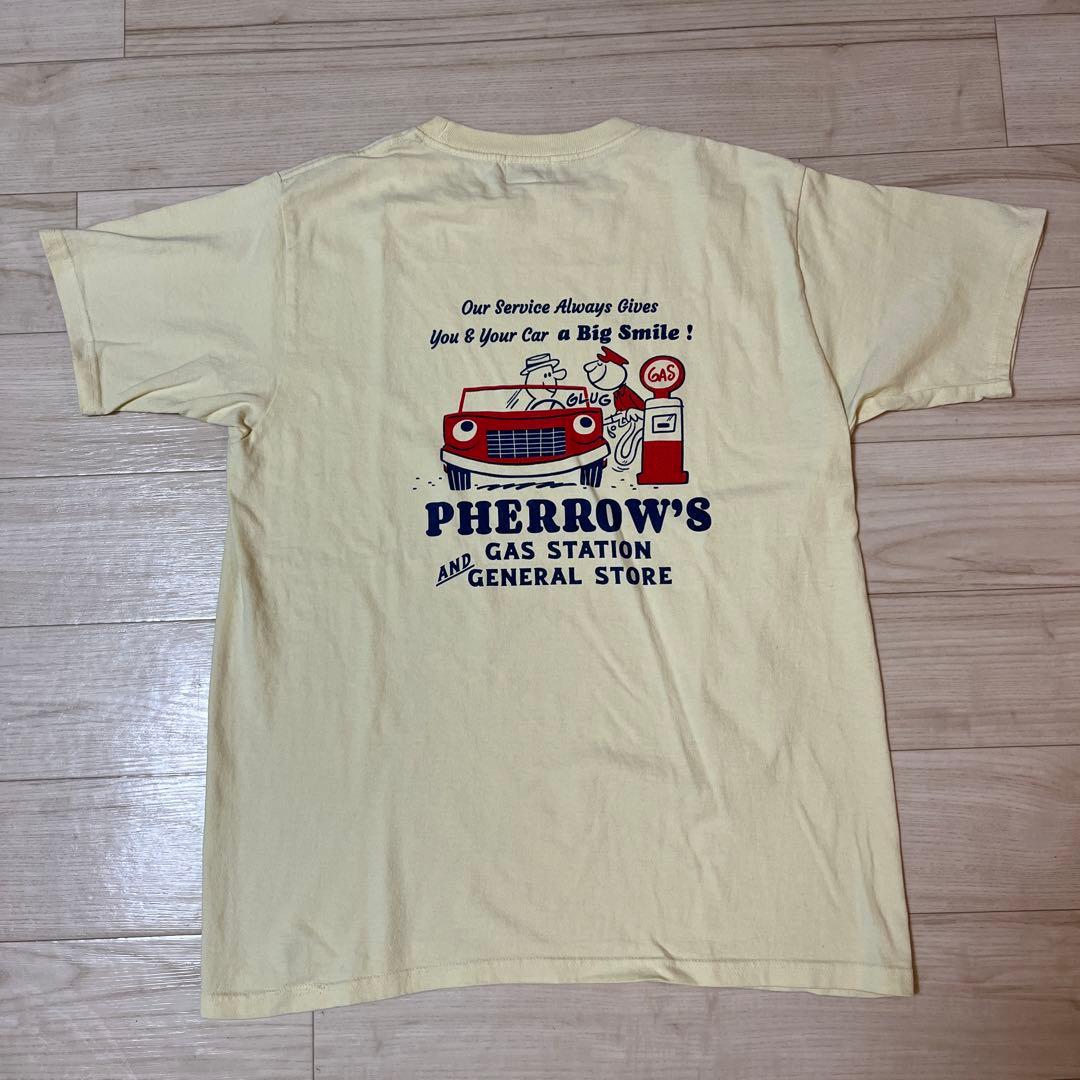 Our Service Always Gives
You & Your Car a Big Smile !
GAS
GLUG
PHERROW'S
GAS STATION
AND GENERAL STORE